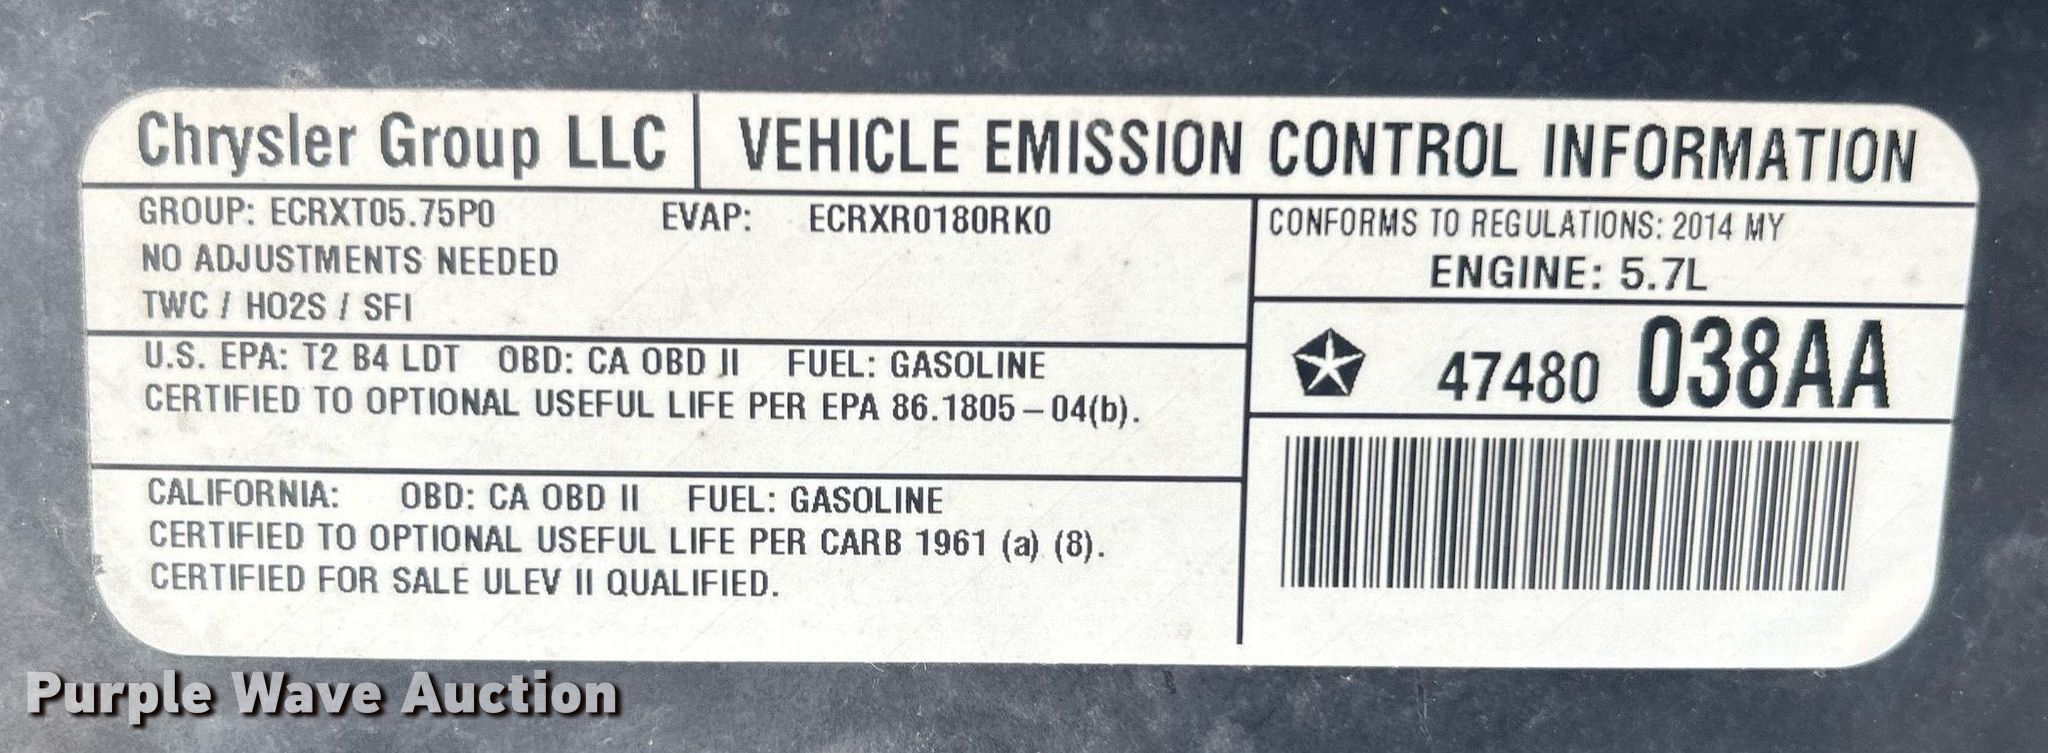 Chrysler Group LLC
VEHICLE EMISSION CONTROL INFORMATION
GROUP: ECRXT05.75P0 EVAP: ECRXR0180RK0
NO ADJUSTMENTS NEEDED
TWC / HO2S / SFI
CONFORMS TO REGULATIONS: 2014 MY
ENGINE: 5.7L
47480 038AA
U.S. EPA: T2 B4 LDT OBD: CA OBD II FUEL: GASOLINE
CERTIFIED TO OPTIONAL USEFUL LIFE PER EPA 86.1805-04(b).
CALIFORNIA: OBD: CA OBD II FUEL: GASOLINE
CERTIFIED TO OPTIONAL USEFUL LIFE PER CARB 1961 (a) (8).
CERTIFIED FOR SALE ULEV II QUALIFIED.
Purple Wave Auction